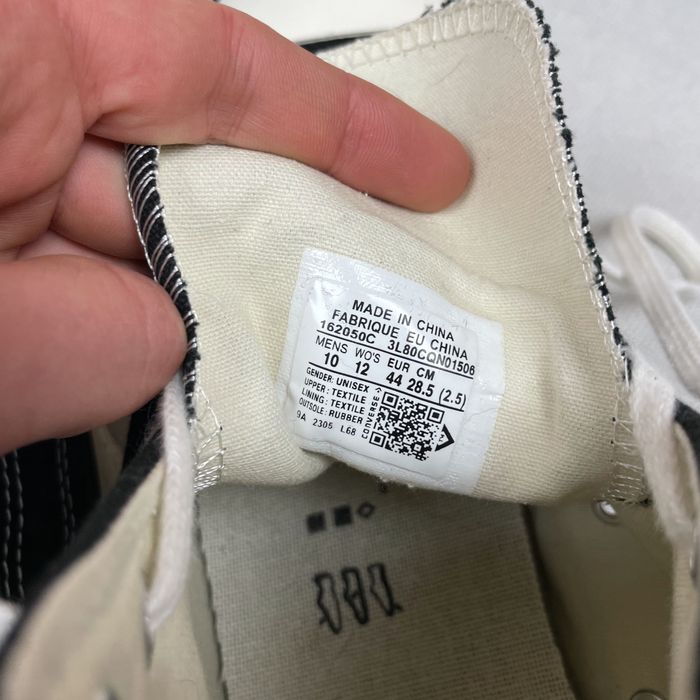 MADE IN CHINA
FABRIQUE EU CHINA
162050C 3L80CQN01506
MENS WO'S EUR CM
10 12 44 28.5 (2.5)
GENDER: UNISEX
UPPER : TEXTILE
LINING : TEXTILE
OUTSOLE: RUBBER
9A 2305 L68
CONVERSE